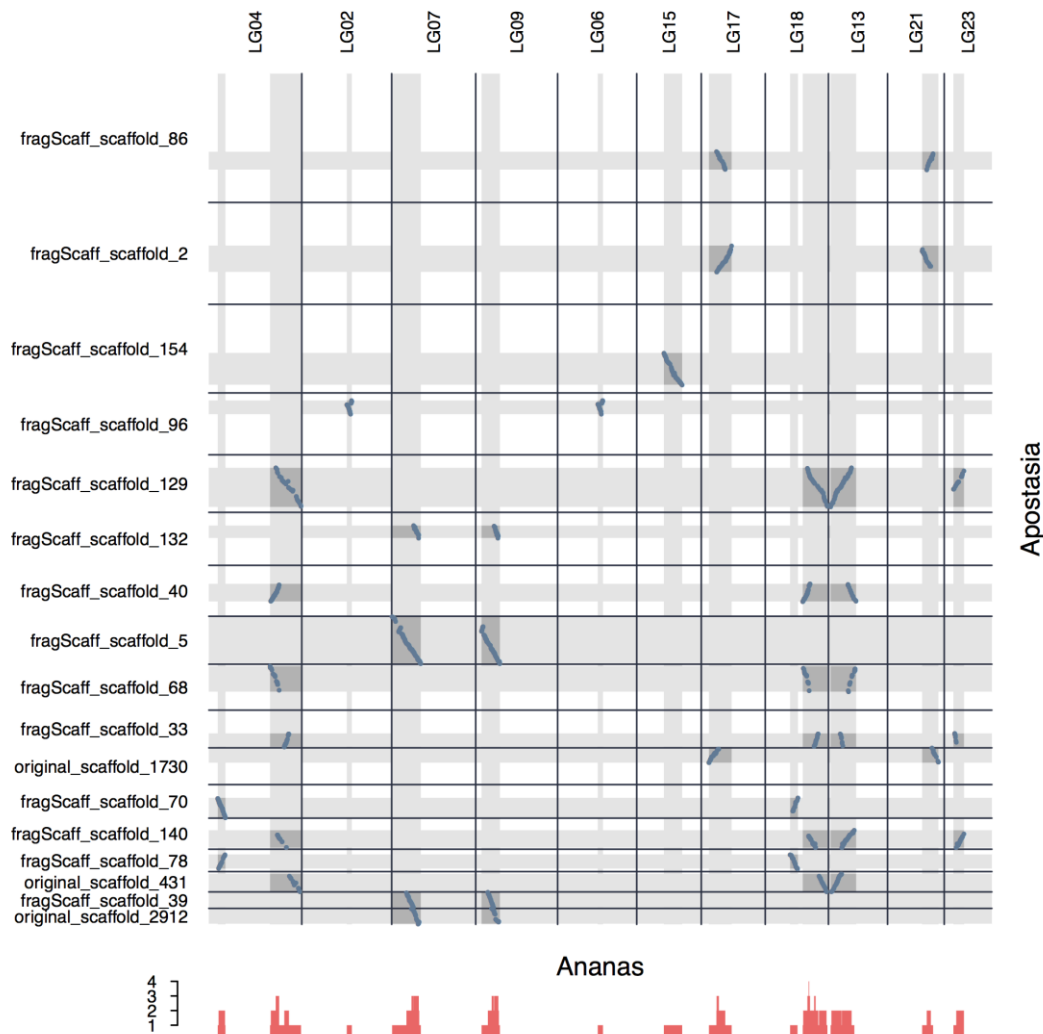 LG04
LG02
LG07
LG09
LG06
LG15
LG17
LG18
LG13
LG21
LG23
fragScaff_scaffold_86
fragScaff_scaffold_2
fragScaff_scaffold_154
fragScaff_scaffold_96
fragScaff_scaffold_129
fragScaff_scaffold_132
fragScaff_scaffold_40
fragScaff_scaffold_5
fragScaff_scaffold_68
fragScaff_scaffold_33
original_scaffold_1730
fragScaff_scaffold_70
fragScaff_scaffold_140
fragScaff_scaffold_78
original_scaffold_431
fragScaff_scaffold_39
original_scaffold_2912
Apostasia
Ananas
4
3
2
1